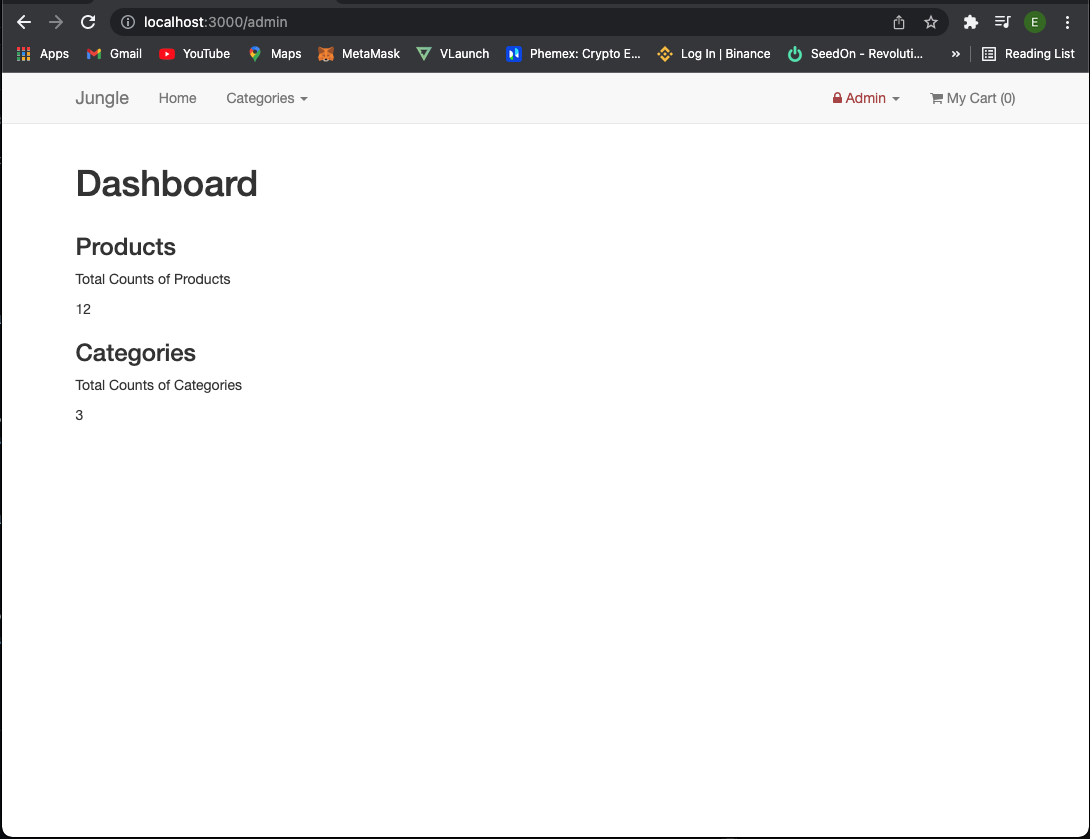 localhost:3000/admin
E
Apps Gmail YouTube Maps MetaMask VLaunch Phemex: Crypto E... Log In | Binance SeedOn - Revoluti... » Reading List
Jungle Home Categories Admin My Cart (0)
Dashboard
Products
Total Counts of Products
12
Categories
Total Counts of Categories
3